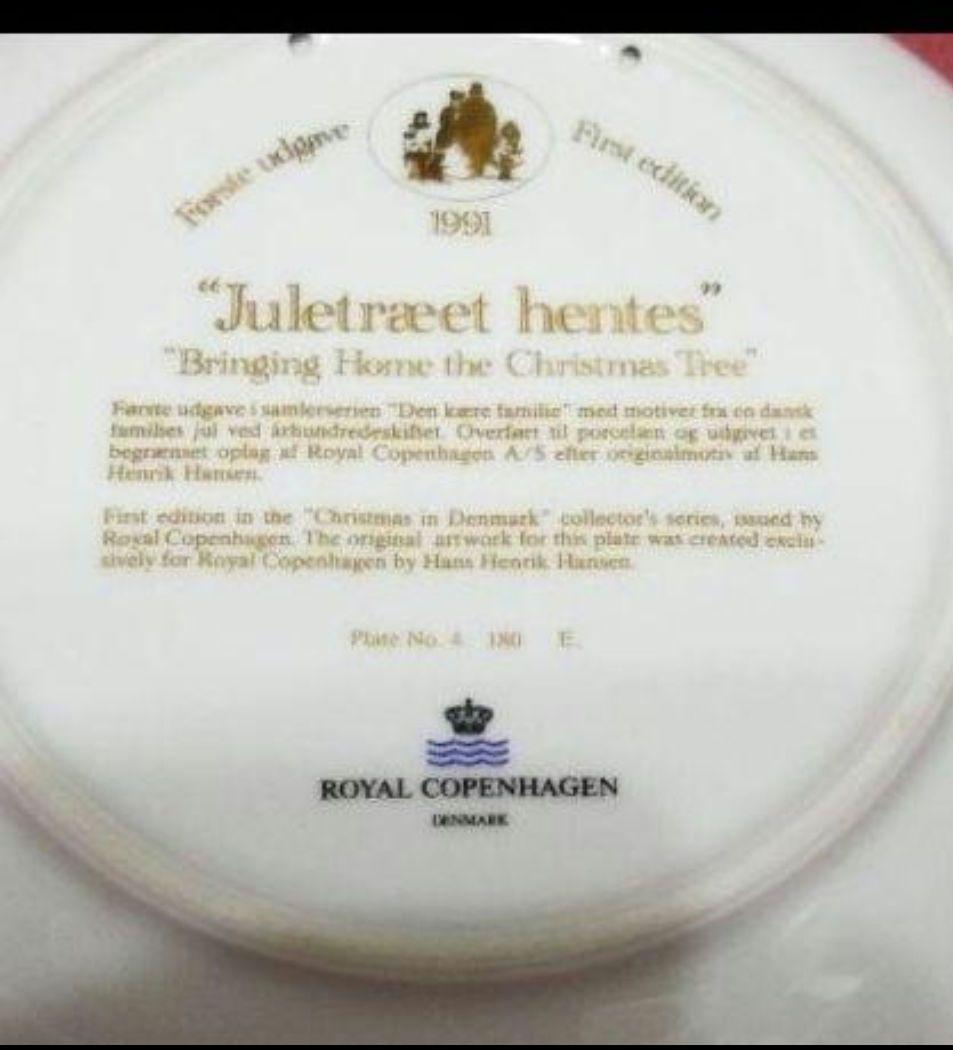 Første udgave
First edition
1991
“Juletræet hentes”
"Bringing Home the Christmas Tree"
Første udgave i samlerserien "Den kære familie" med motiver fra en dansk
families jul ved århundredeskiftet. Overført til porcelæn og udgivet i et
begrænset oplag af Royal Copenhagen A/S efter originalmotiv af Hans
Henrik Hansen.
First edition in the "Christmas in Denmark" collector's series, issued by
Royal Copenhagen. The original artwork for this plate was created exclu-
sively for Royal Copenhagen by Hans Henrik Hansen.
Plate No. 4 180 E.
ROYAL COPENHAGEN
DENMARK